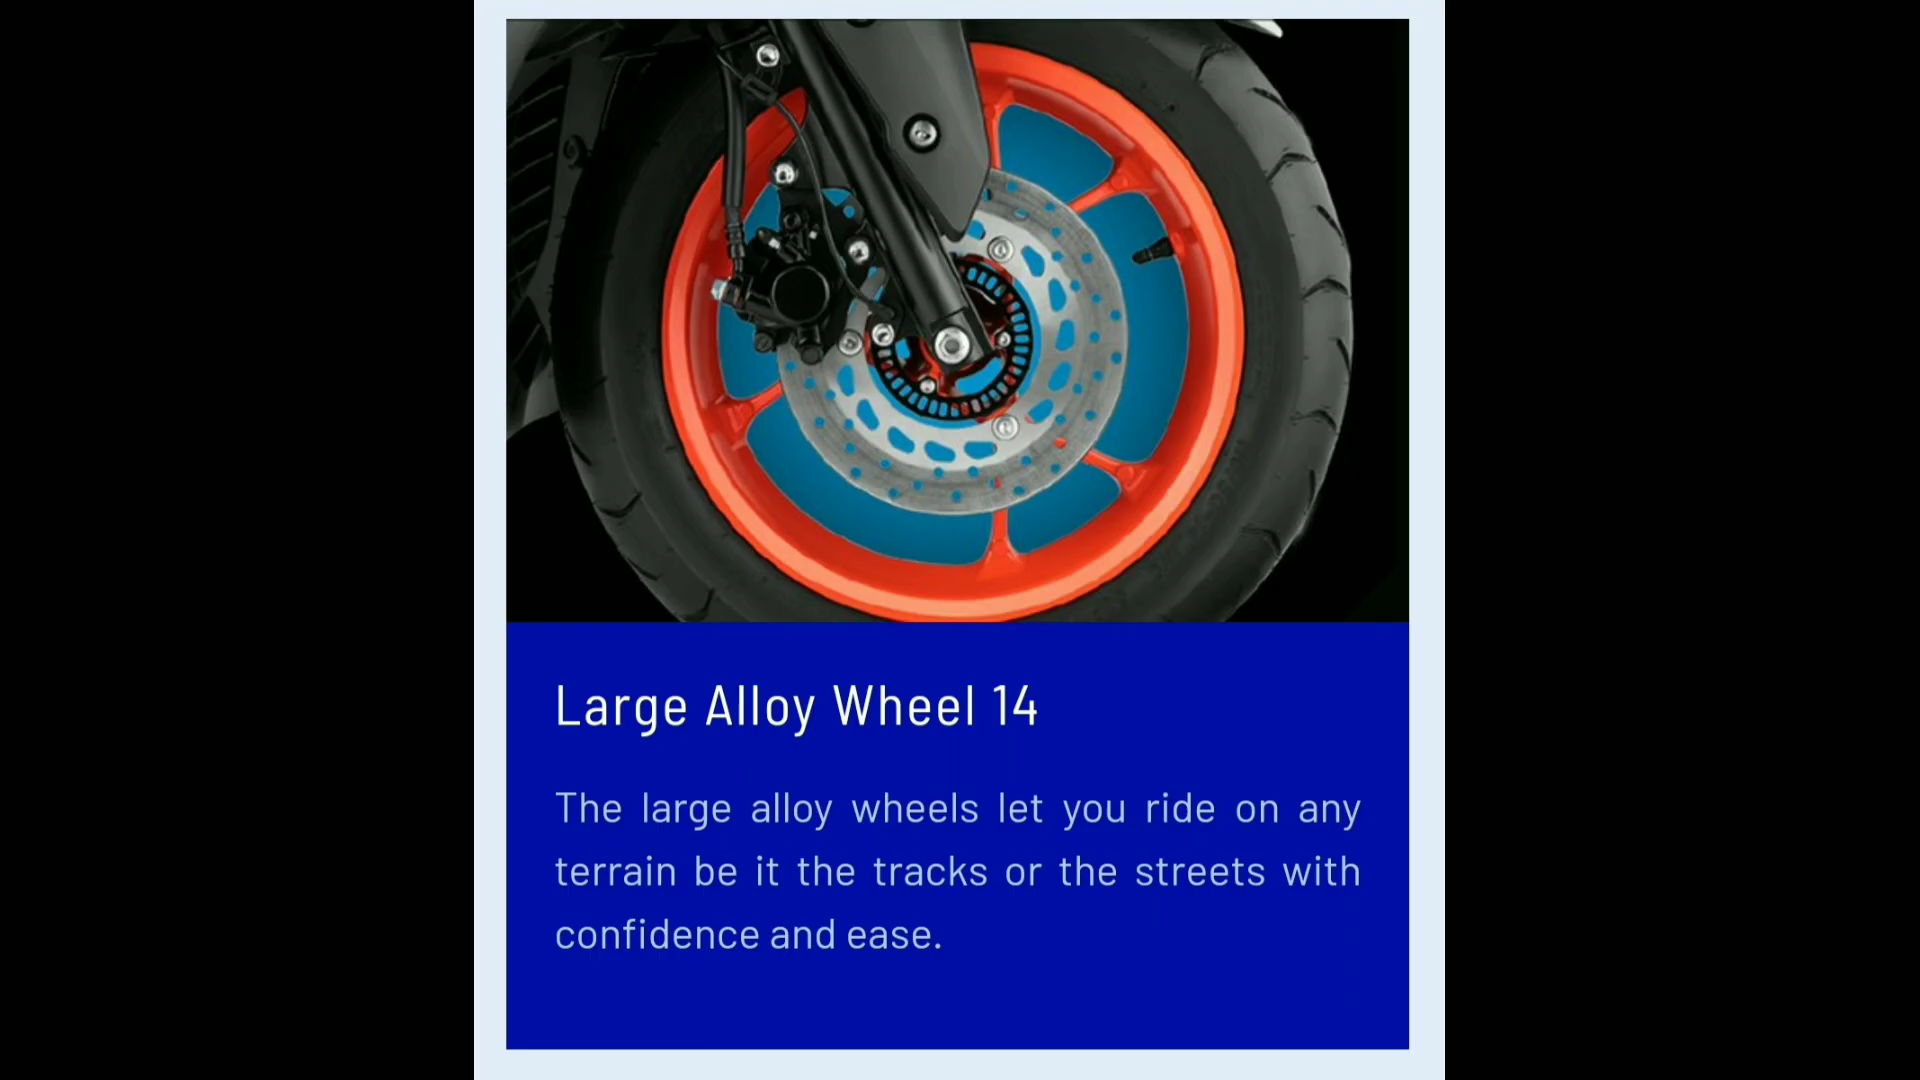 Large Alloy Wheel 14
The large alloy wheels let you ride on any
terrain be it the tracks or the streets with
confidence and ease.